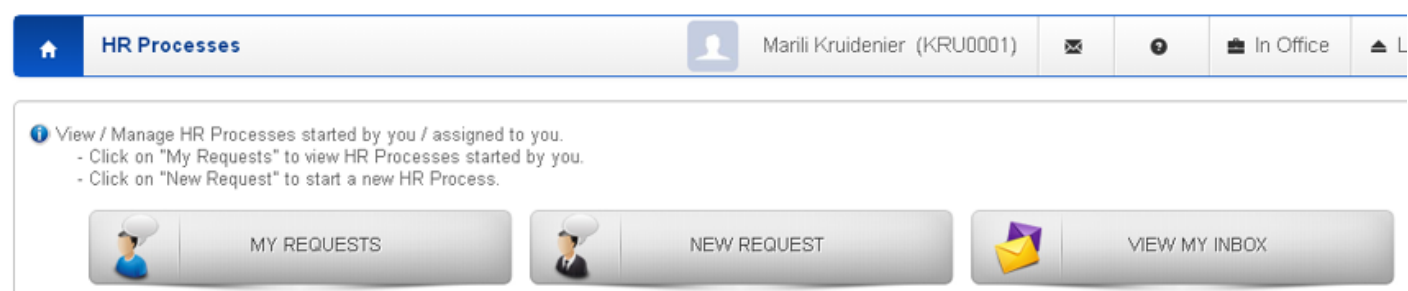 HR Processes Marili Kruidenier (KRU0001) In Office L
View / Manage HR Processes started by you / assigned to you.
- Click on "My Requests" to view HR Processes started by you.
- Click on "New Request" to start a new HR Process.
MY REQUESTS NEW REQUEST VIEW MY INBOX